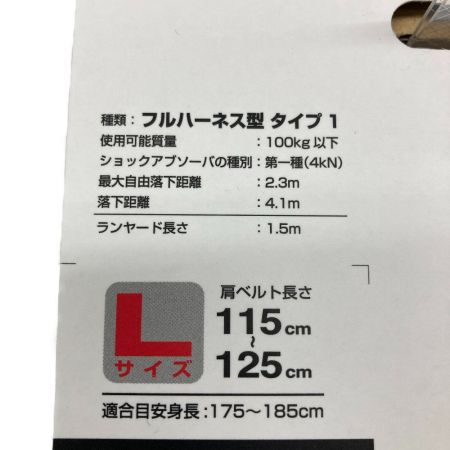 種類：フルハーネス型 タイプ 1
使用可能質量：100kg 以下
ショックアブソーバの種別：第一種(4kN)
最大自由落下距離：2.3m
落下距離：4.1m
ランヤード長さ：1.5m
L
サイズ
肩ベルト長さ
115cm
～
125cm
適合目安身長：175～185cm